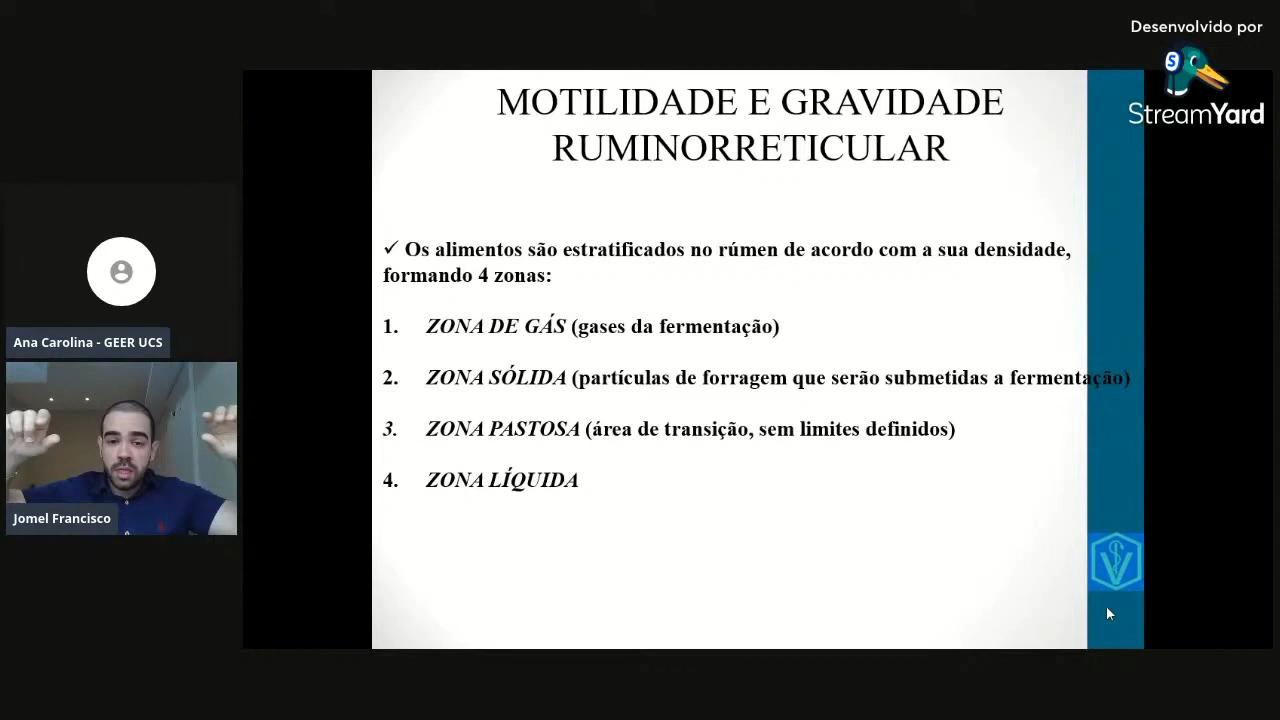 Desenvolvido por
StreamYard
MOTILIDADE E GRAVIDADE
RUMINORRETICULAR
✓ Os alimentos são estratificados no rúmen de acordo com a sua densidade,
formando 4 zonas:
1. ZONA DE GÁS (gases da fermentação)
2. ZONA SÓLIDA (partículas de forragem que serão submetidas a fermentação)
3. ZONA PASTOSA (área de transição, sem limites definidos)
4. ZONA LÍQUIDA
Ana Carolina - GEER UCS
Jomel Francisco